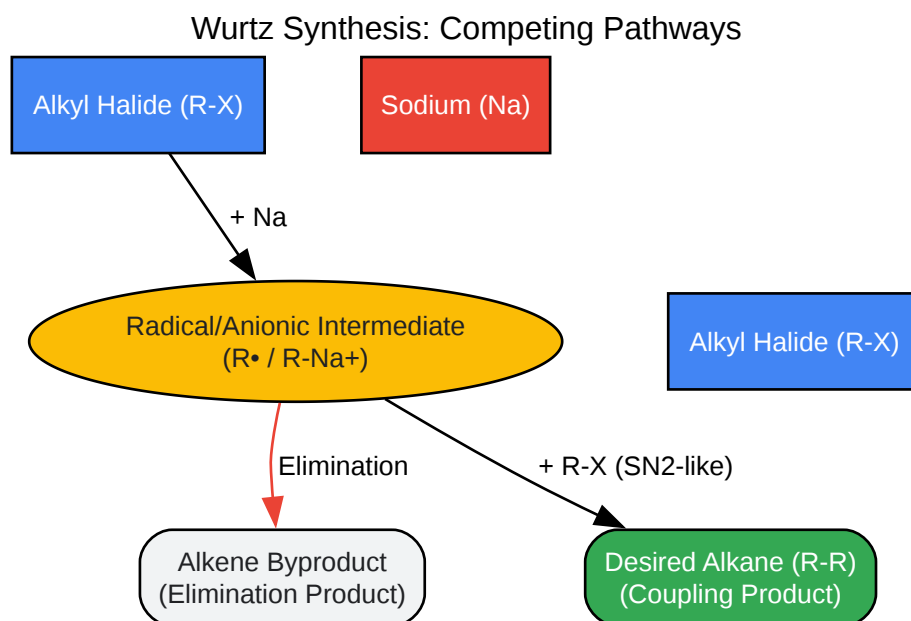 Wurtz Synthesis: Competing Pathways
Alkyl Halide (R-X)
Sodium (Na)
+ Na
Radical/Anionic Intermediate
(R• / R-Na+)
Alkyl Halide (R-X)
Elimination
+ R-X (SN2-like)
Alkene Byproduct
(Elimination Product)
Desired Alkane (R-R)
(Coupling Product)